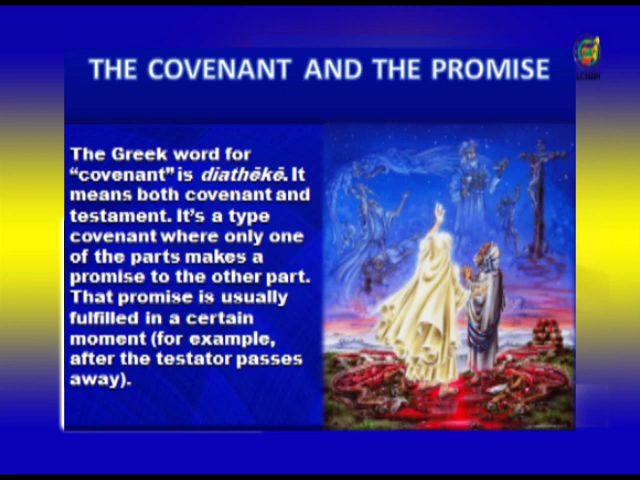 THE COVENANT AND THE PROMISE
The Greek word for
“covenant” is diathēkē. It
means both covenant and
testament. It’s a type
covenant where only one
of the parts makes a
promise to the other part.
That promise is usually
fulfilled in a certain
moment (for example,
after the testator passes
away).